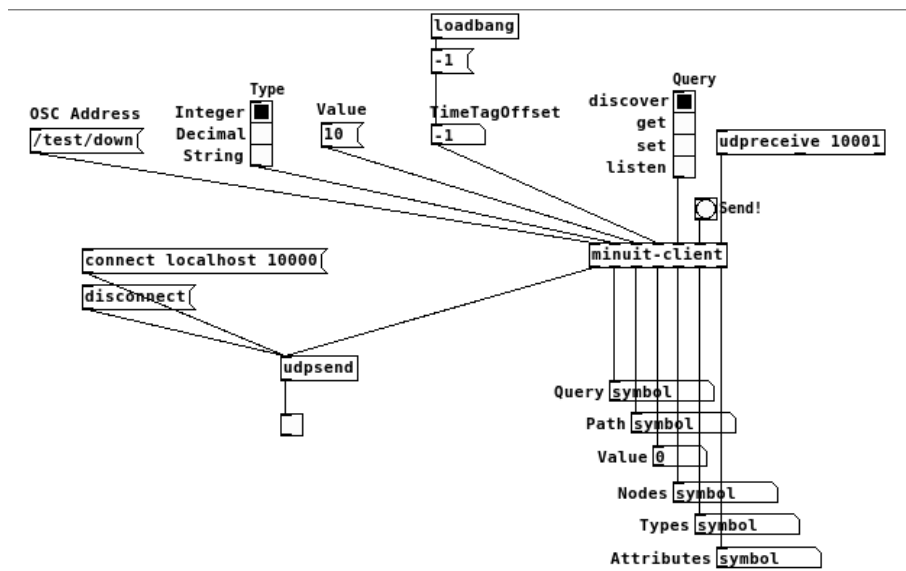 loadbang
-1
Type
Query
OSC Address
Integer
Value
TimeTagOffset
discover
/test/down
Decimal
10
-1
get
udpreceive 10001
String
set
listen
Send!
connect localhost 10000
minuit-client
disconnect
udpsend
Query symbol
Path symbol
Value 0
Nodes symbol
Types symbol
Attributes symbol